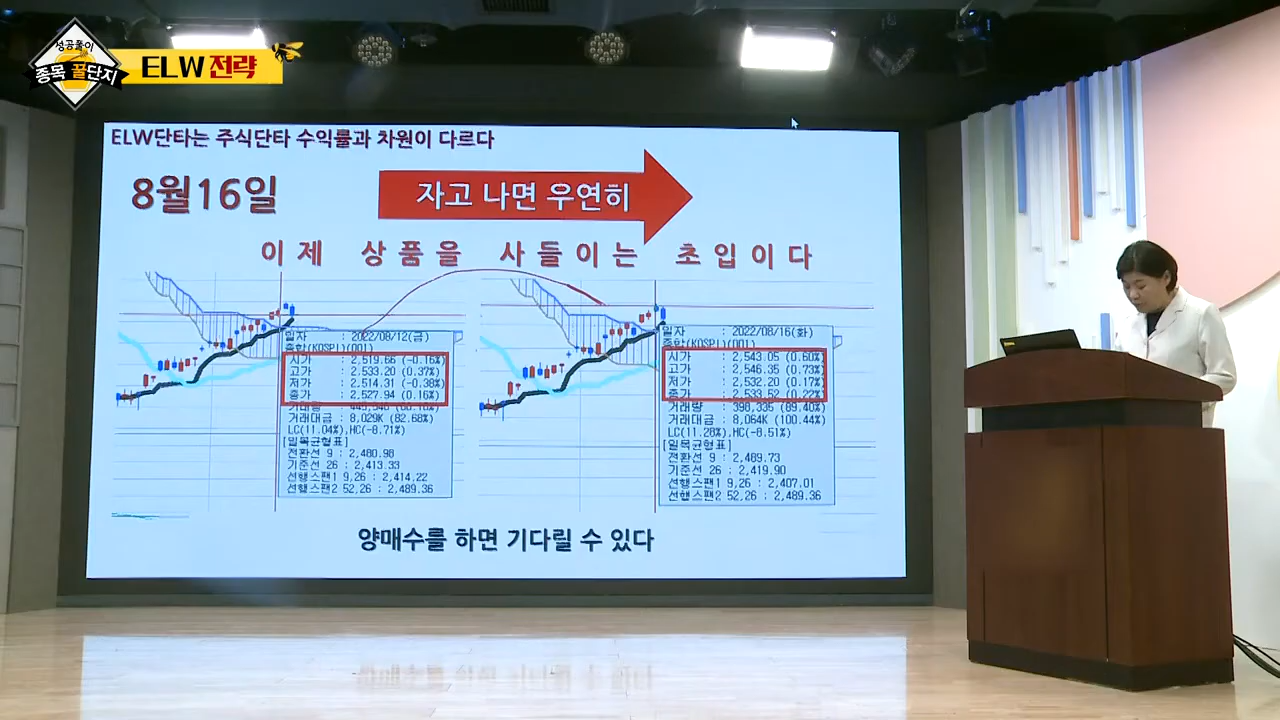 성공풀이
종목 꿀단지
ELW전략
ELW단타는 주식단타 수익률과 차원이 다르다
8월16일
자고 나면 우연히
이제 상품을 사들이는 초입이다
일자 : 2022/08/12(금)
종합(KOSPI)(001)
시가 : 2,519.66 (-0.16%)
고가 : 2,533.20 (0.37%)
저가 : 2,514.31 (-0.38%)
종가 : 2,527.94 (0.16%)
거래량
거래대금 : 8,029K (82.68%)
LC(11.04%),HC(-8.71%)
[일목균형표]
전환선 9 : 2,480.98
기준선 26 : 2,413.33
선행스팬1 9,26 : 2,414.22
선행스팬2 52,26 : 2,489.36
일자 : 2022/08/16(화)
종합(KOSPI)(001)
시가 : 2,543.05 (0.60%)
고가 : 2,546.35 (0.73%)
저가 : 2,532.20 (0.17%)
종가 : 2,533.52 (0.22%)
거래량 : 398,335 (89.40%)
거래대금 : 8,064K (100.44%)
LC(11.28%),HC(-8.51%)
[일목균형표]
전환선 9 : 2,489.73
기준선 26 : 2,419.90
선행스팬1 9,26 : 2,407.01
선행스팬2 52,26 : 2,489.36
양매수를 하면 기다릴 수 있다